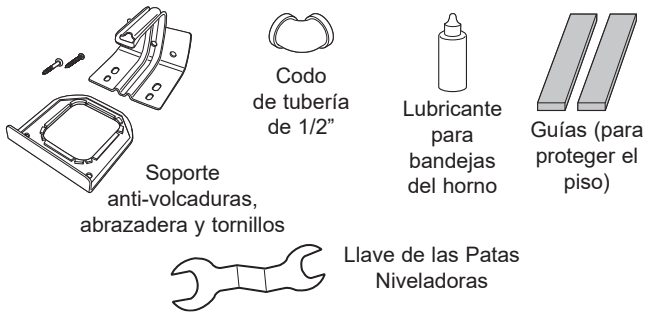 Codo
de tubería
de 1/2”
Lubricante
para
bandejas
del horno
Guías (para
proteger el
piso)
Soporte
anti-volcaduras,
abrazadera y tornillos
Llave de las Patas
Niveladoras